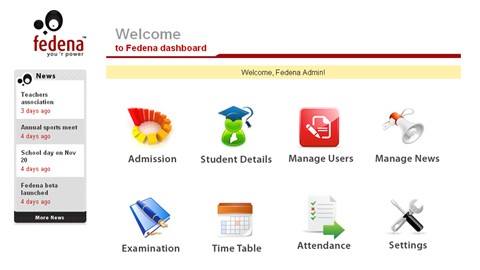 fedena™
you 'r power
Welcome
to Fedena dashboard
Welcome, Fedena Admin!
News
Teachers
association
3 days ago
Annual sports meet
4 days ago
School day on Nov
20
4 days ago
Fedena beta
launched
4 days ago
More News
Admission
Student Details
Manage Users
Manage News
Examination
Time Table
Attendance
Settings